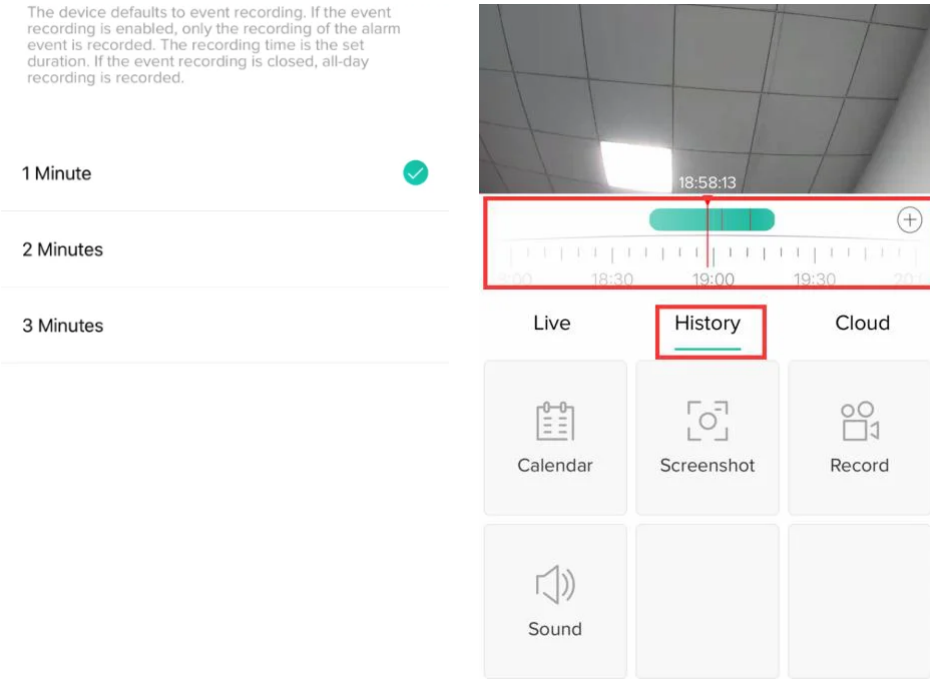 The device defaults to event recording. If the event
recording is enabled, only the recording of the alarm
event is recorded. The recording time is the set
duration. If the event recording is closed, all-day
recording is recorded.
1 Minute
2 Minutes
3 Minutes
18:58:13
18:30 19:00 19:30
Live History Cloud
Calendar Screenshot Record
Sound